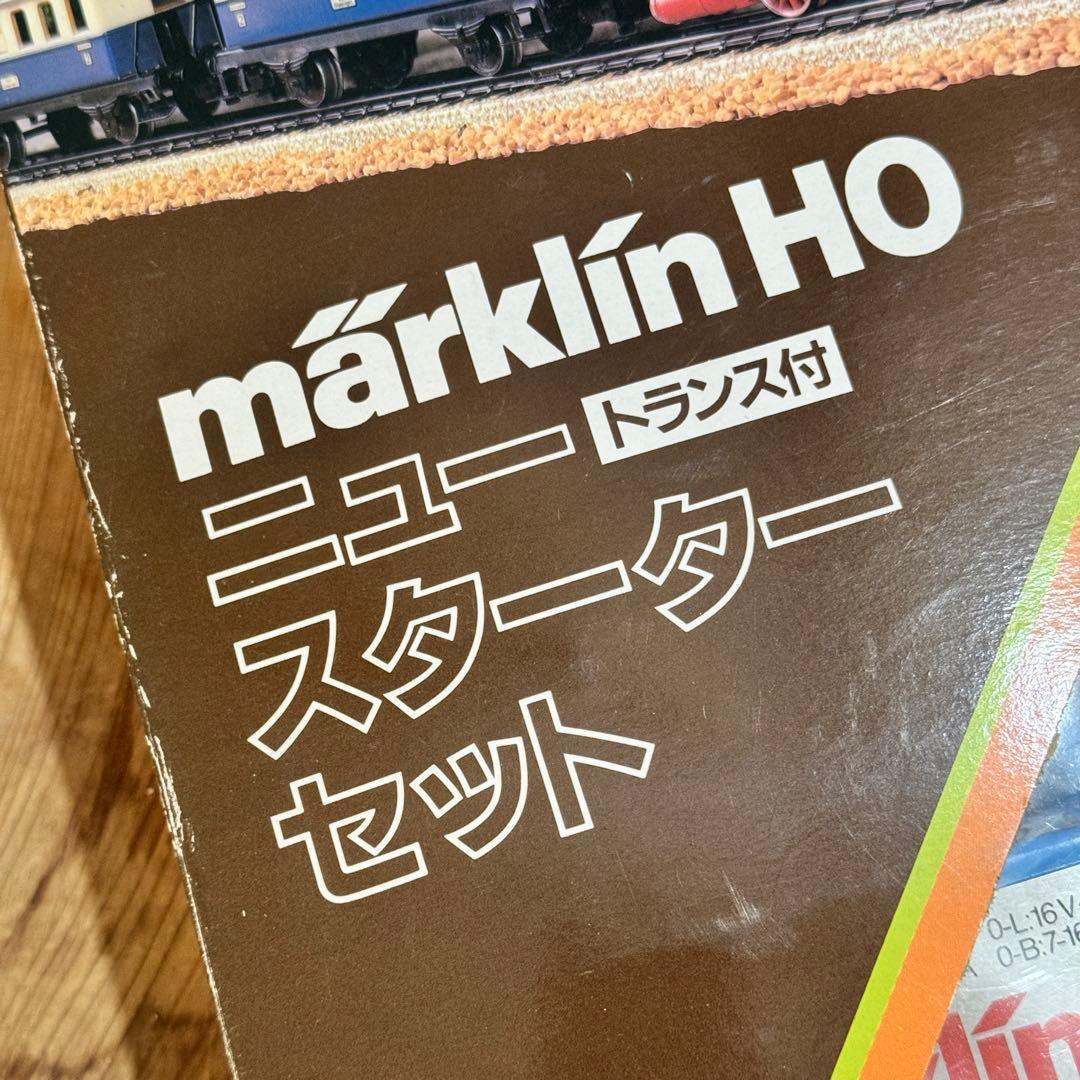 märklin HO
ニュー トランス付
スターター
セット
0-L:16V
0-B:7-16